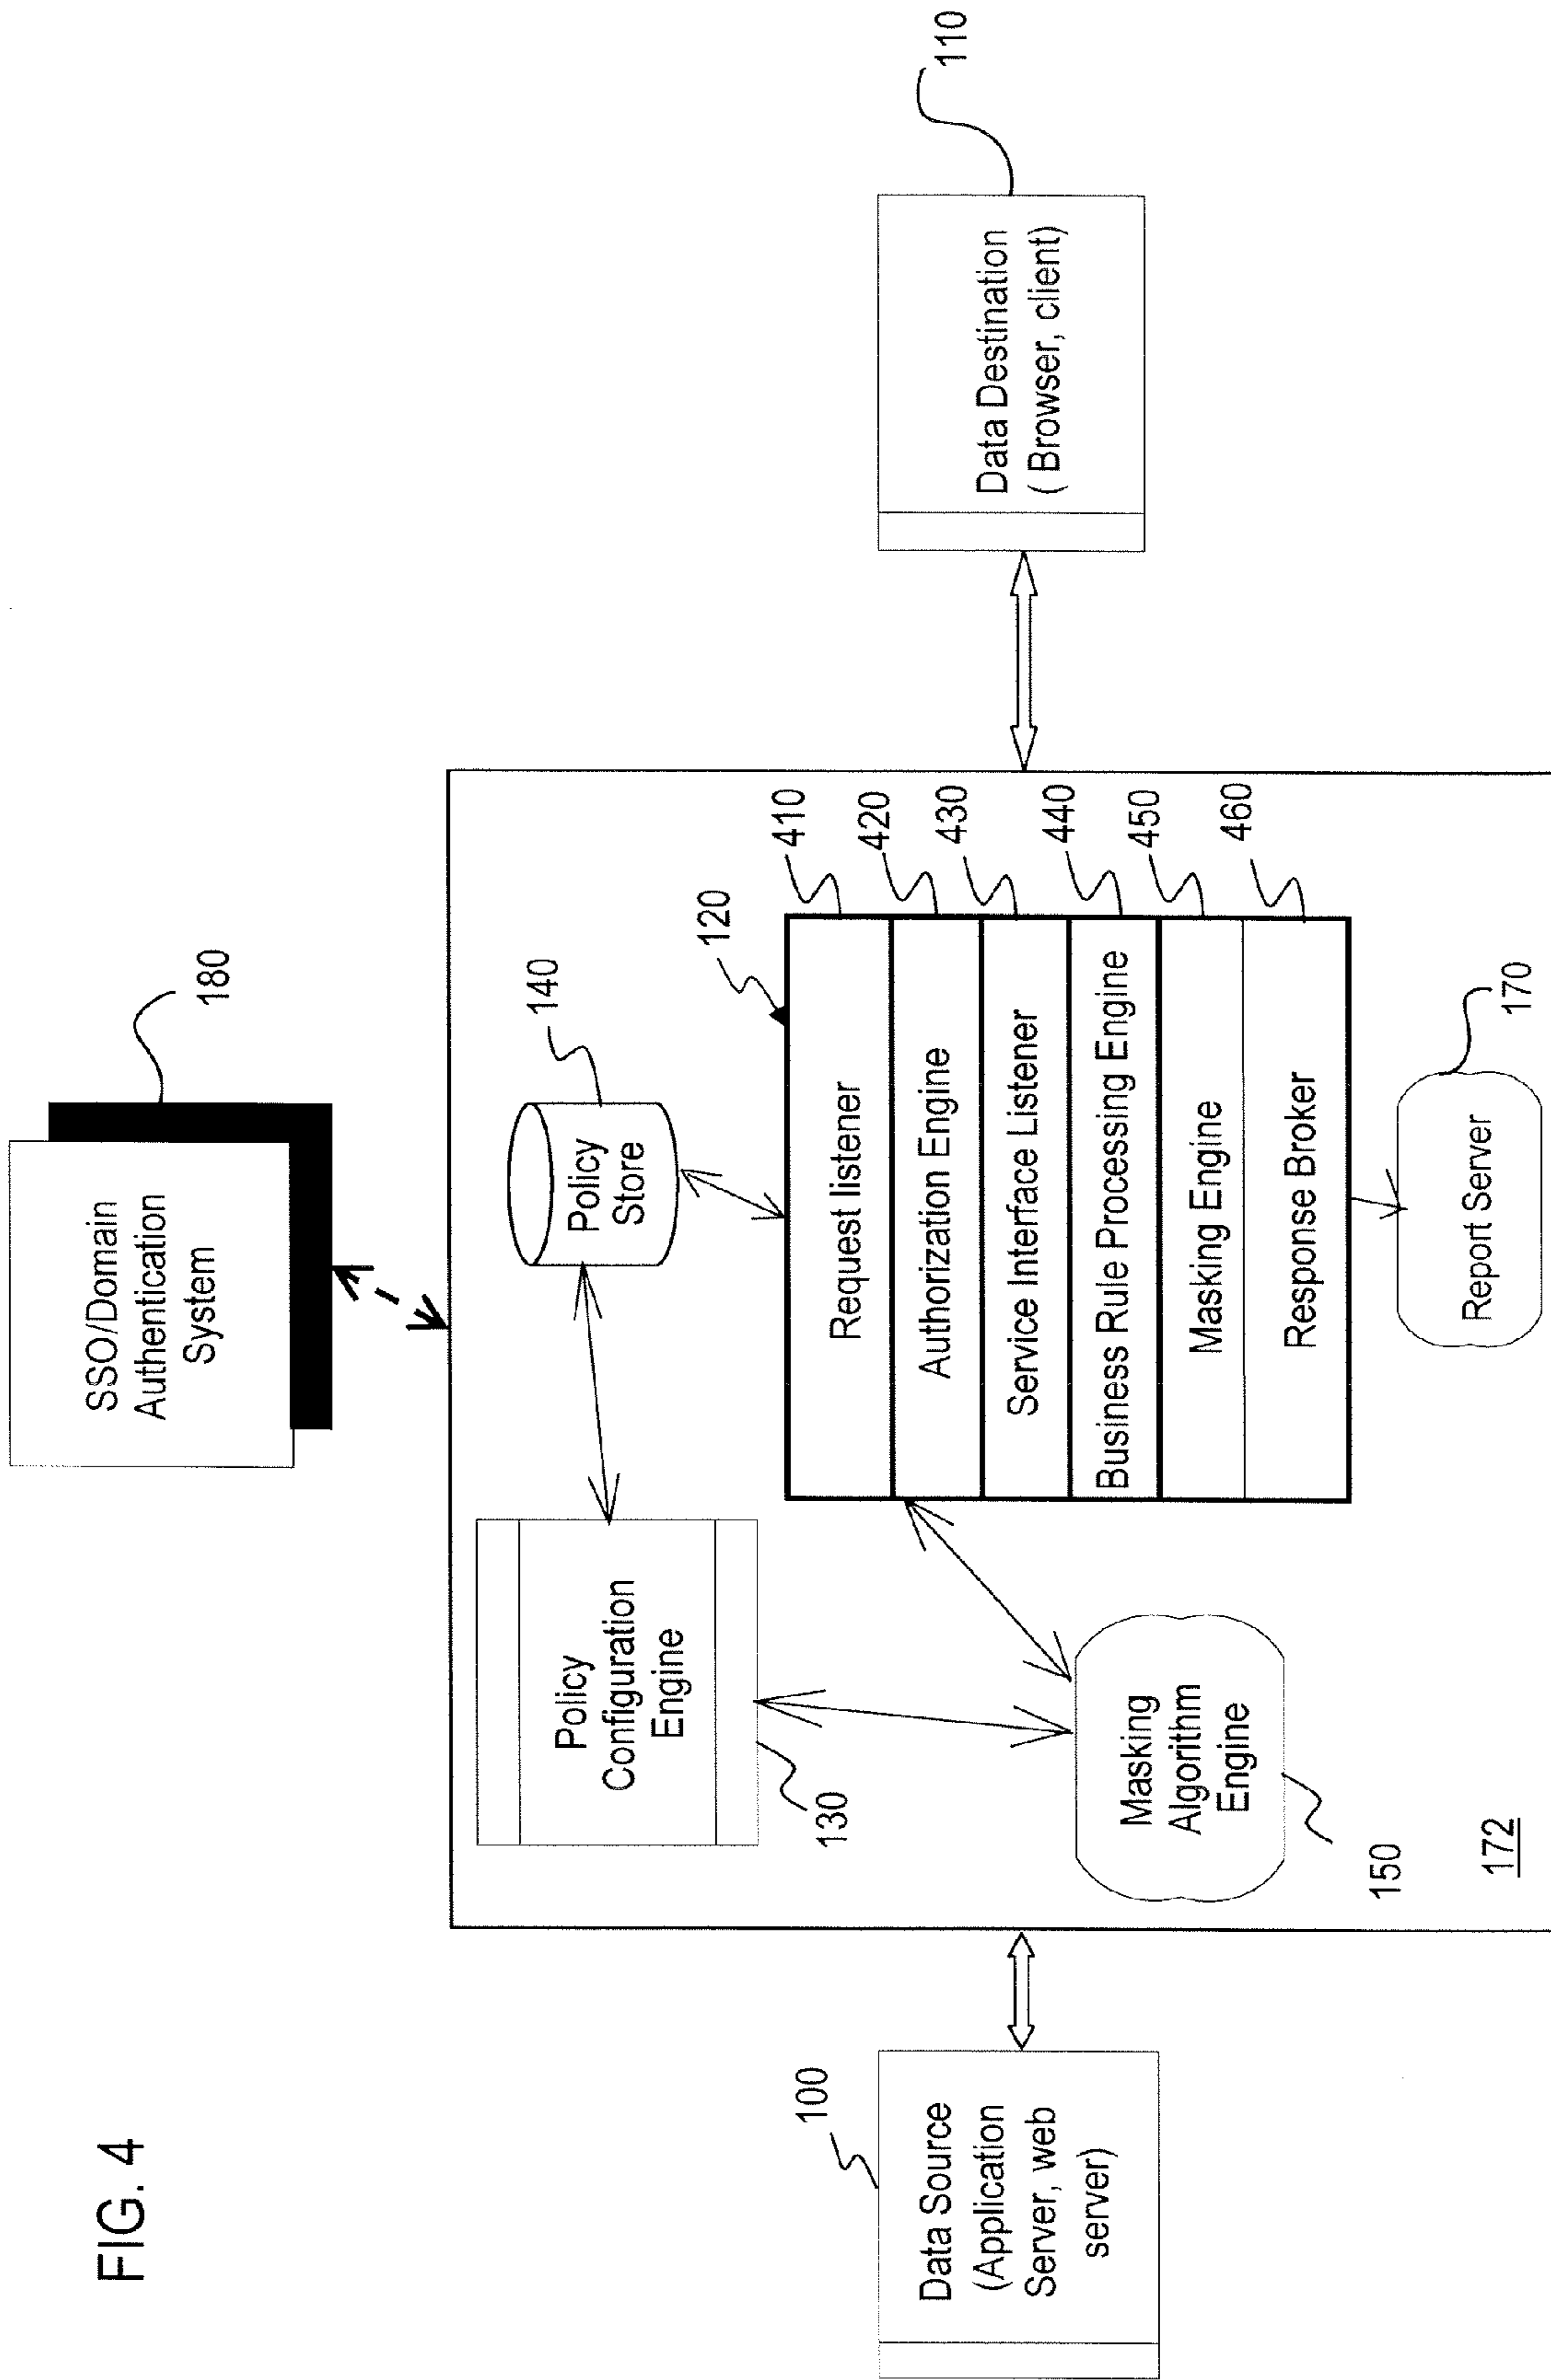 FIG. 4
SSO/Domain
Authentication
System
180
Policy
Configuration
Engine
130
Policy
Store
140
120
Request listener
410
Authorization Engine
420
Service Interface Listener
430
Business Rule Processing Engine
440
Masking Engine
450
Response Broker
460
Data Source
(Application
Server, web
server)
100
Data Destination
( Browser, client)
110
Masking
Algorithm
Engine
150
Report Server
170
172